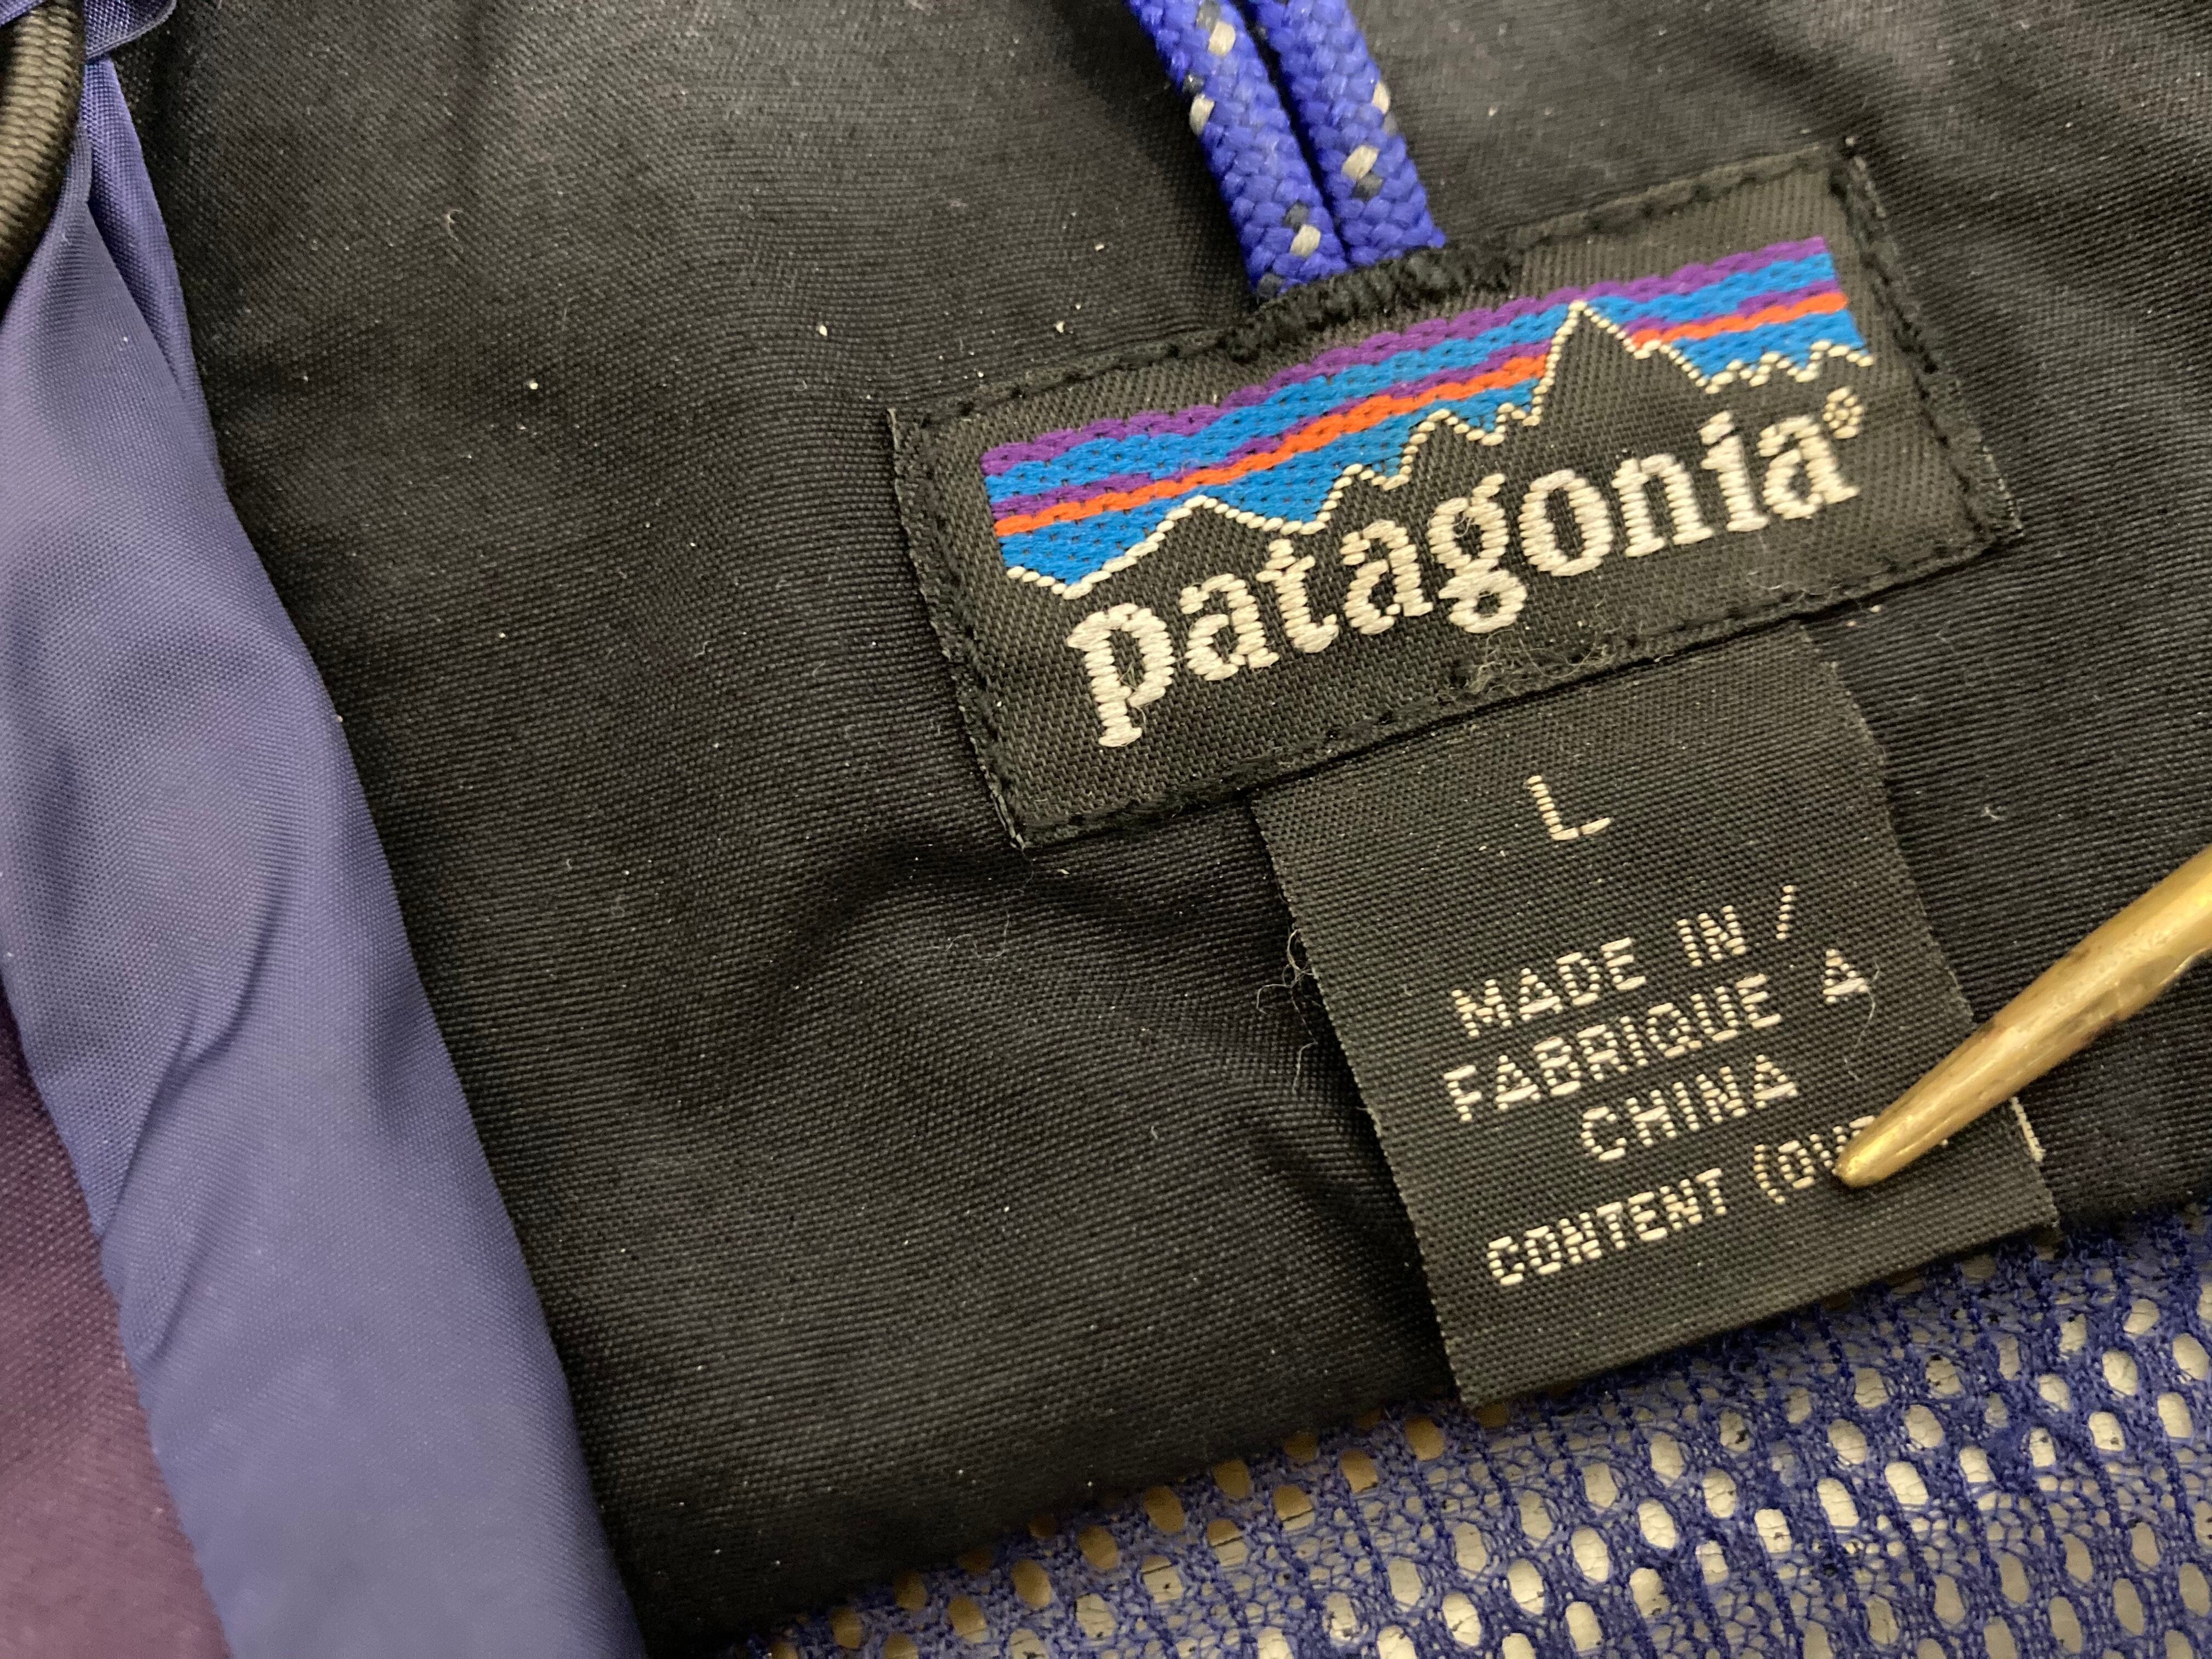 patagonia®
L
MADE IN /
FABRIQUE A
CHINA
CONTENT